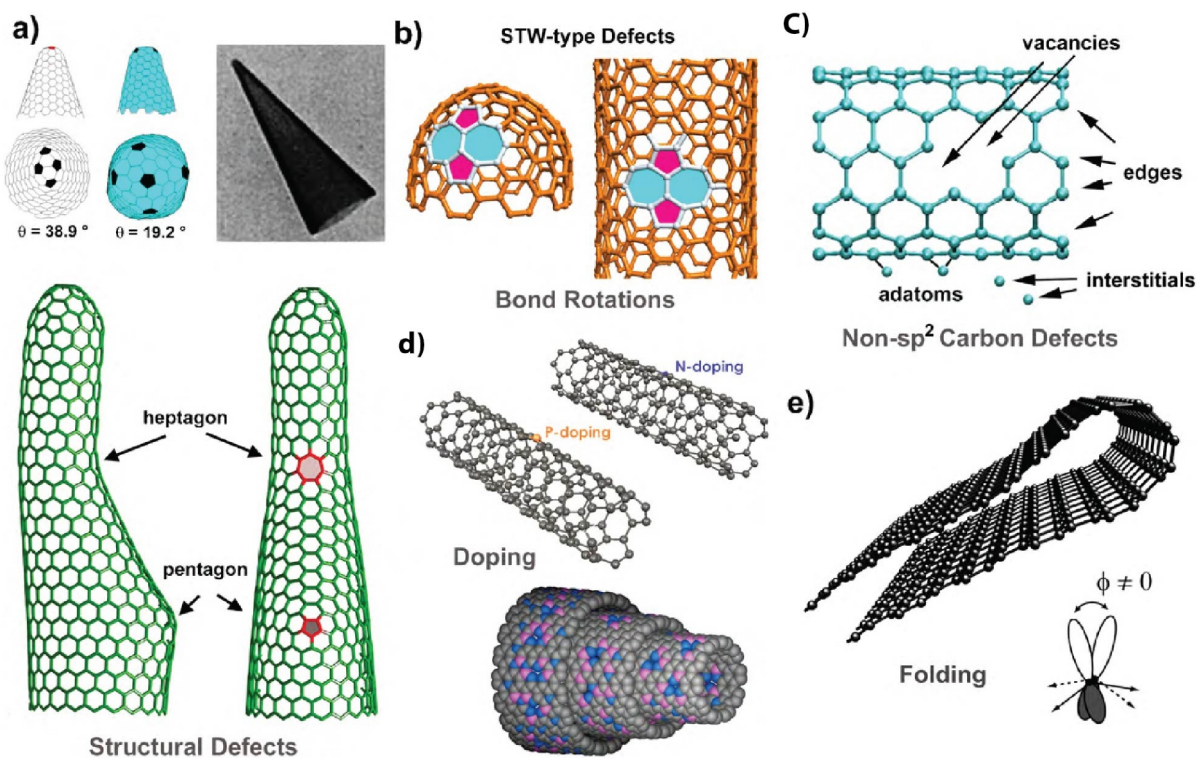 a)
θ = 38.9 °
θ = 19.2 °
heptagon
pentagon
Structural Defects
b)
STW-type Defects
Bond Rotations
C)
vacancies
edges
adatoms
interstitials
Non-sp² Carbon Defects
d)
N-doping
P-doping
Doping
e)
ϕ ≠ 0
Folding